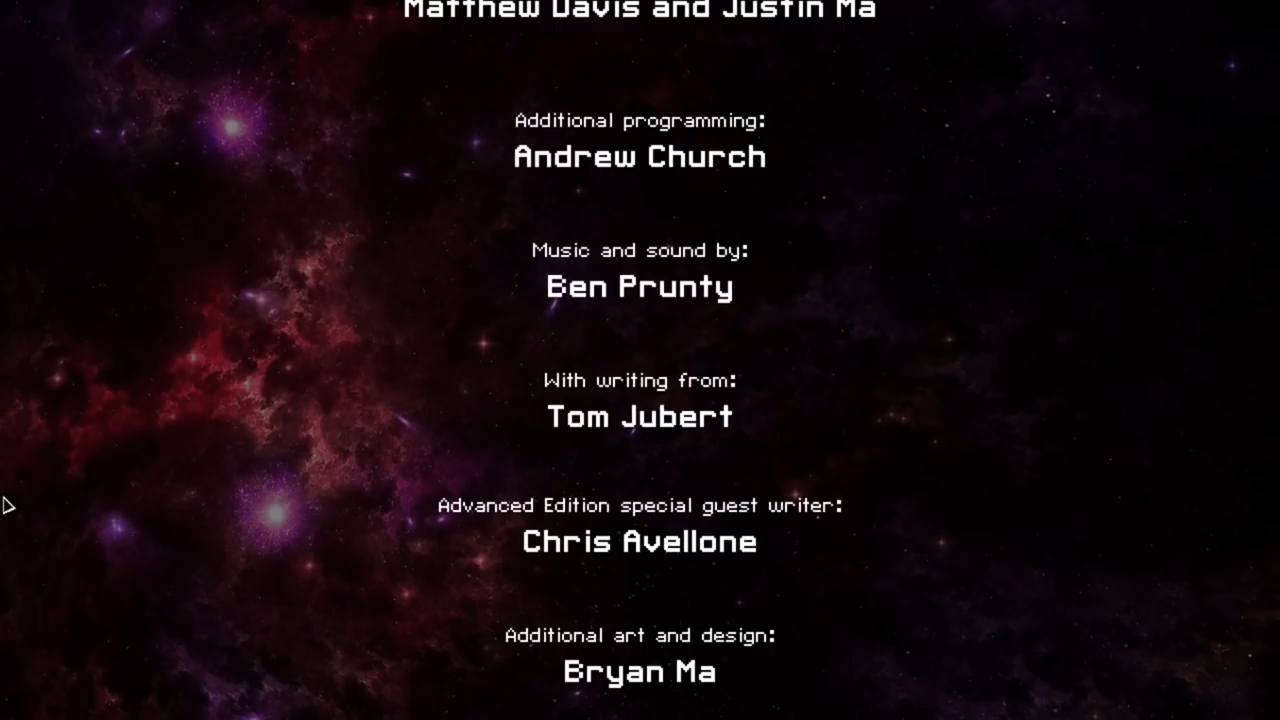 Matthew Davis and Justin Ma
Additional programming:
Andrew Church
Music and sound by:
Ben Prunty
With writing from:
Tom Jubert
Advanced Edition special guest writer:
Chris Avellone
Additional art and design:
Bryan Ma